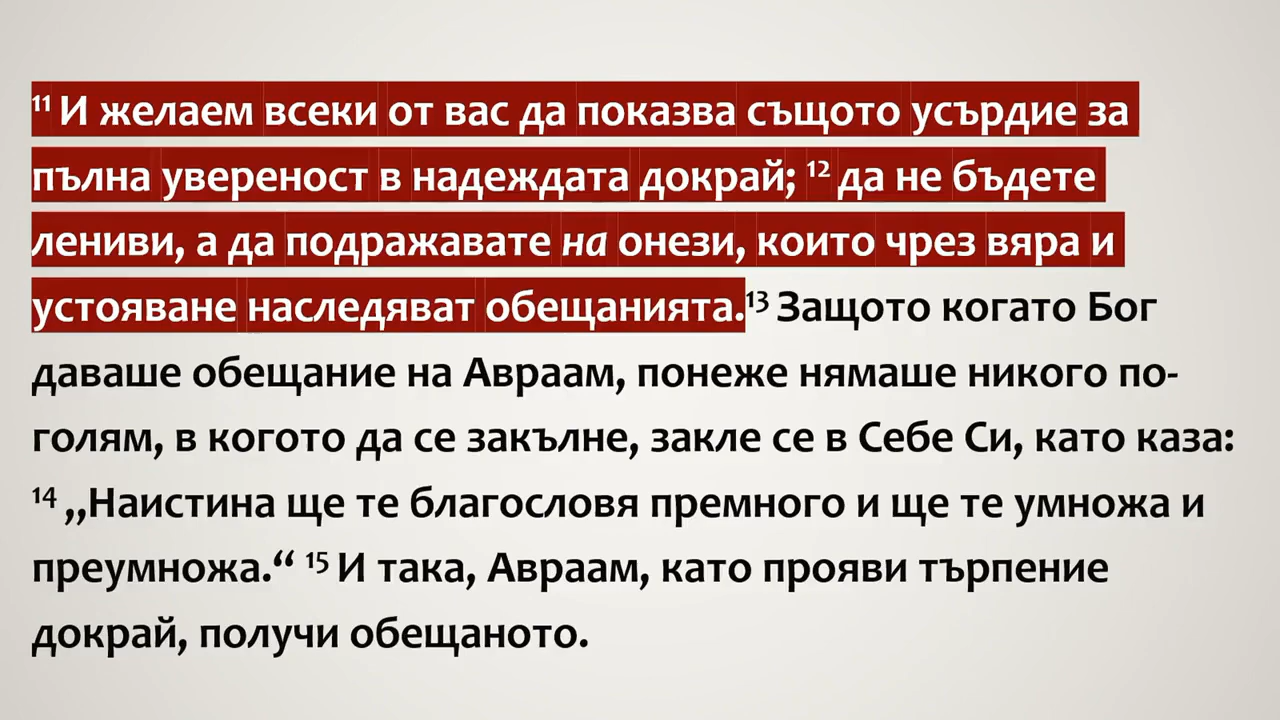 ¹¹ И желаем всеки от вас да показва същото усърдие за
пълна увереност в надеждата докрай; ¹² да не бъдете
лениви, а да подражавате на онези, които чрез вяра и
устояване наследяват обещанията.¹³ Защото когато Бог
даваше обещание на Авраам, понеже нямаше никого по-
голям, в когото да се закълне, закле се в Себе Си, като каза:
¹⁴ „Наистина ще те благословя премного и ще те умножа и
преумножа.“ ¹⁵ И така, Авраам, като прояви търпение
докрай, получи обещаното.